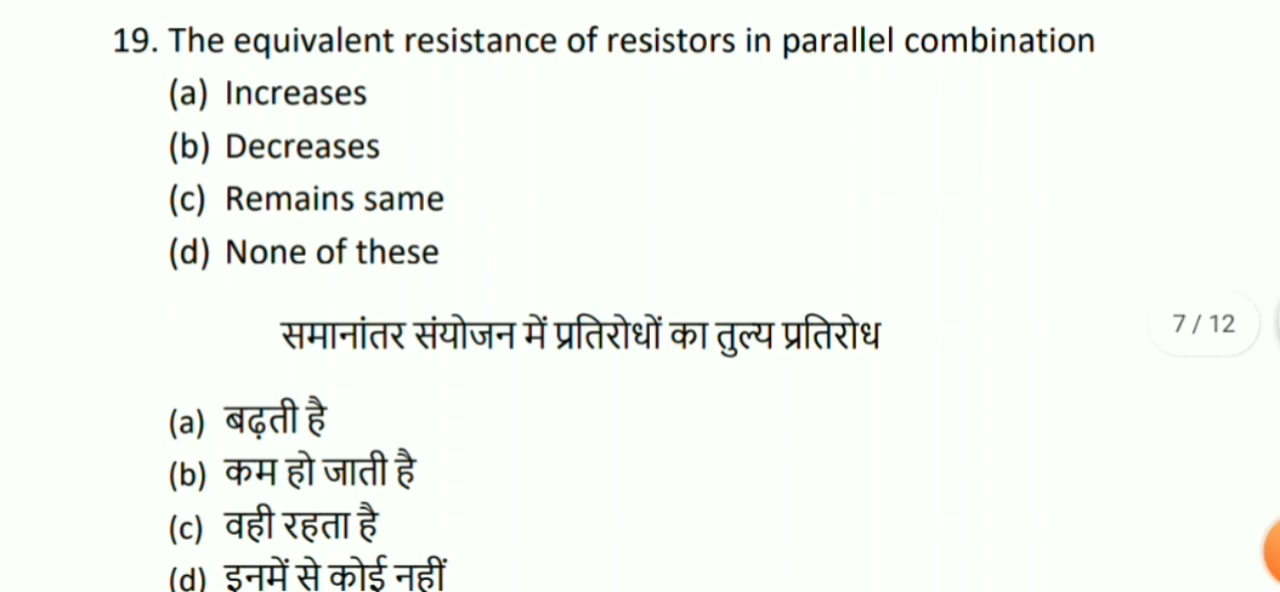 19. The equivalent resistance of resistors in parallel combination
(a) Increases
(b) Decreases
(c) Remains same
(d) None of these
समानांतर संयोजन में प्रतिरोधों का तुल्य प्रतिरोध
7 / 12
(a) बढ़ती है
(b) कम हो जाती है
(c) वही रहता है
(d) इनमें से कोई नहीं